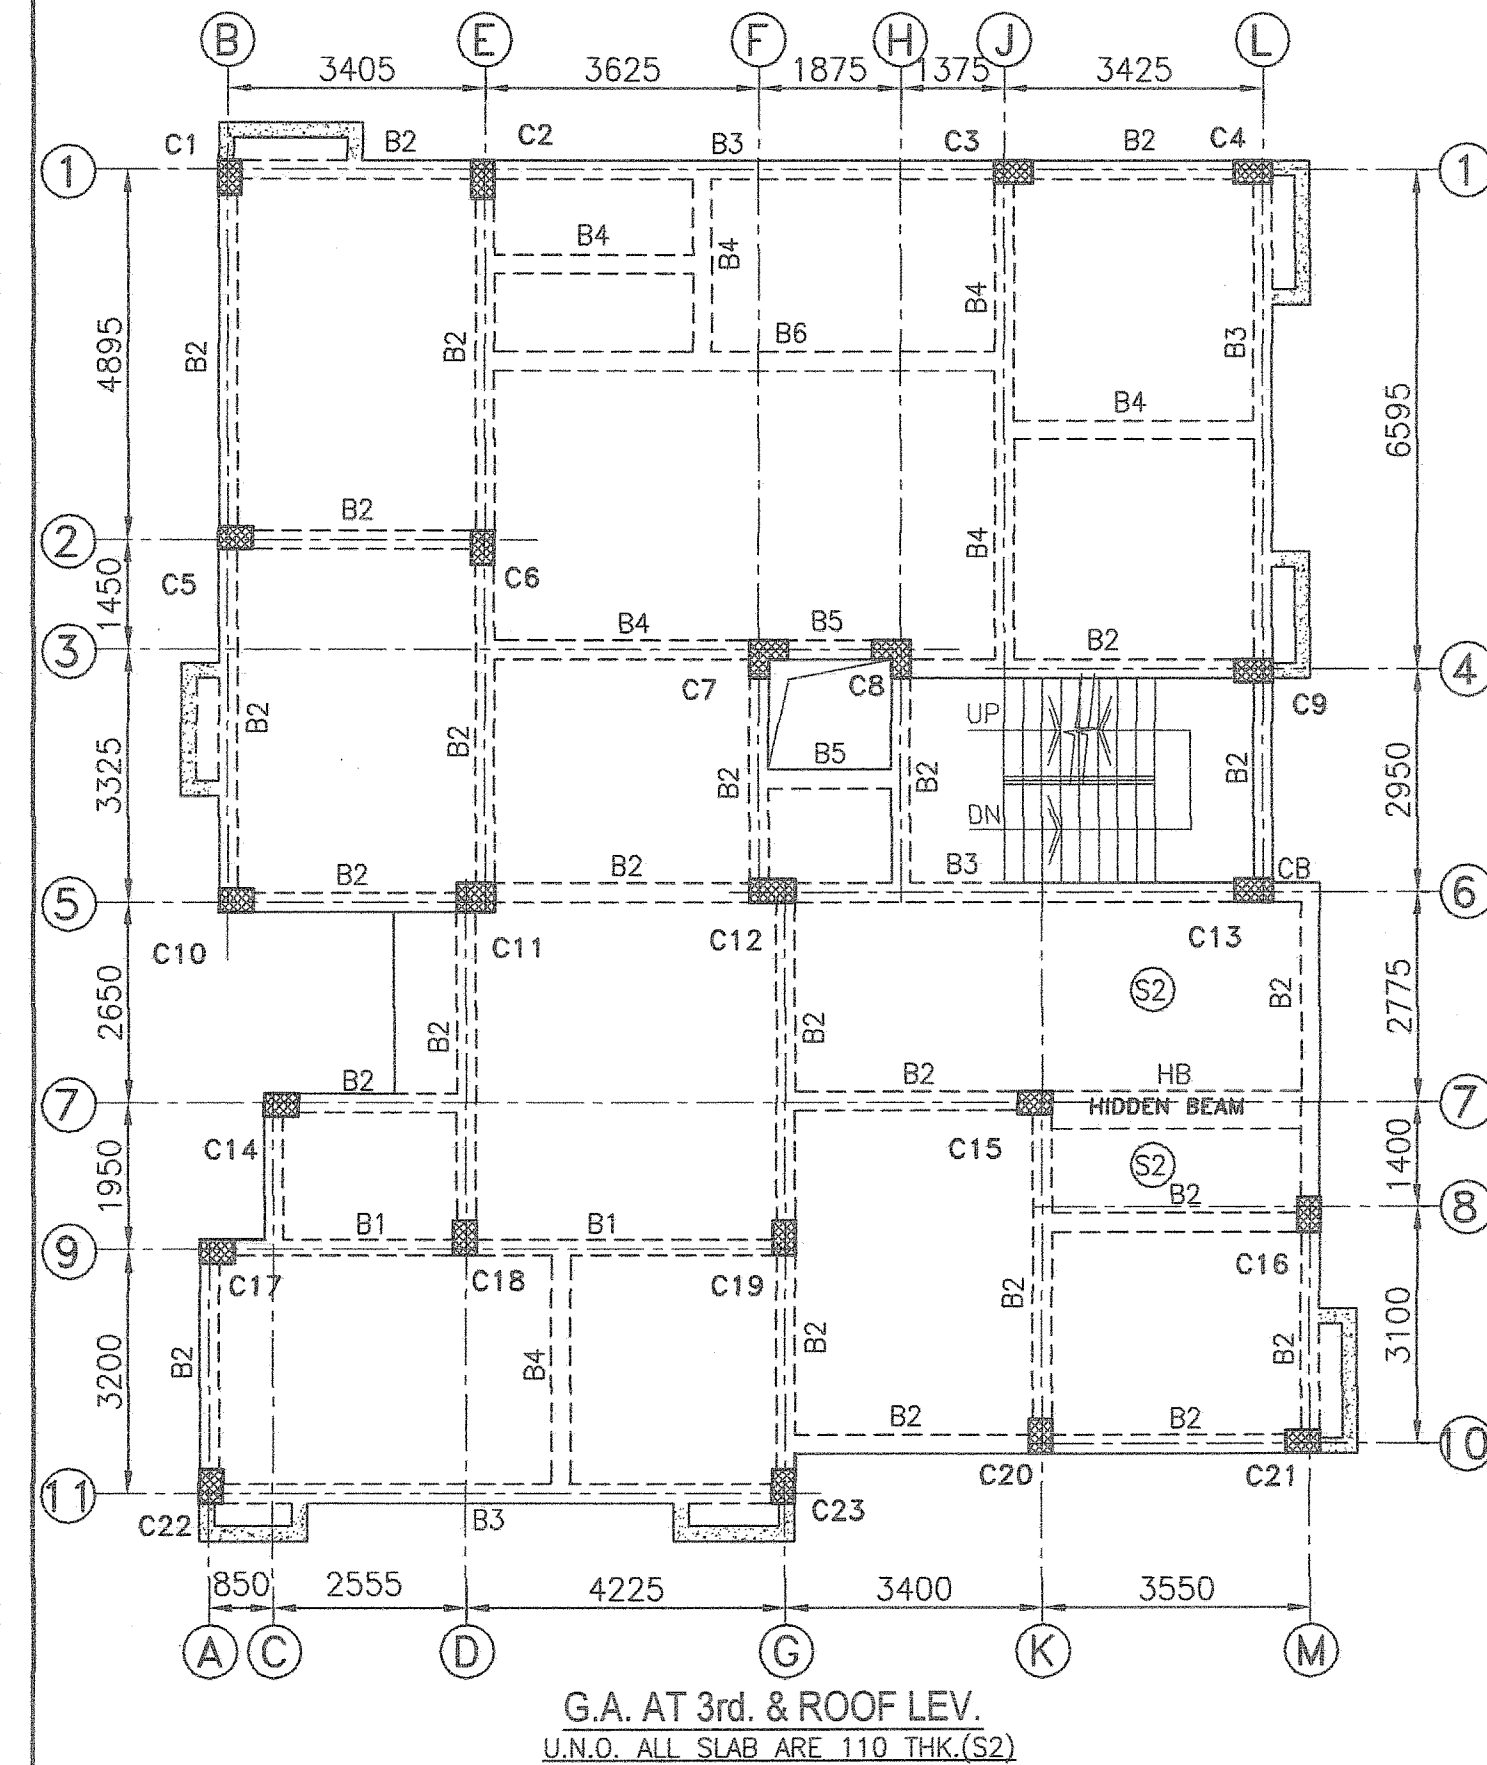 B E F H J L
3405 3625 1875 1375 3425
C1 B2 C2 B3 C3 B2 C4
1 1
B4 B4 B4
B6
4895 B2 B2 B3 6595
B4
B2 B4
2
C5 C6
1450
B4 B5 B2
3 4
C7 C8 C9
UP
3325 B2 B2 B2 B5 B2 B2 2950
DN
B2 B2 B3 CB
5 6
C10 C11 C12 C13
2650 S2 B2 2775
B2 B2
B2 B2 HB
7 HIDDEN BEAM 7
C14 C15
1950 S2 1400
B1 B1 B2
9 8
C17 C18 C19 C16
3200 B2 B4 B2 B2 B2 3100
B2 B2
10
C20 C21
11
C22 B3 C23
850 2555 4225 3400 3550
A C D G K M
G.A. AT 3rd. & ROOF LEV.
U.N.O. ALL SLAB ARE 110 THK.(S2)